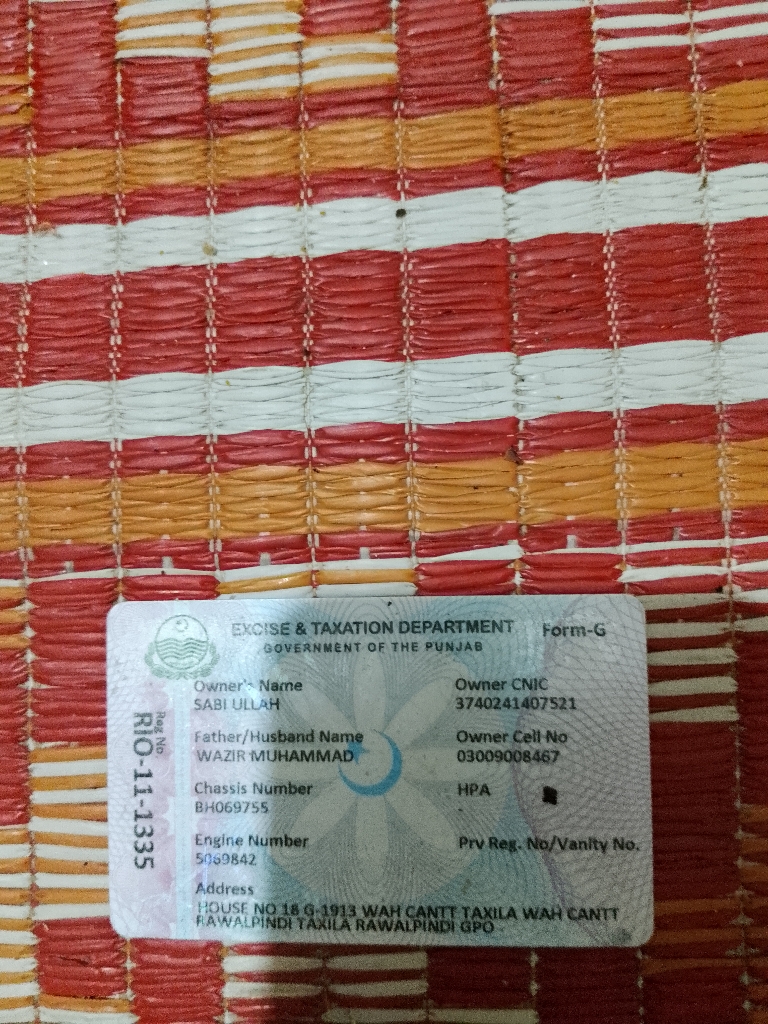 EXCISE & TAXATION DEPARTMENT Form-G
GOVERNMENT OF THE PUNJAB
Reg No
RIO-11-1335
Owner's Name
SABI ULLAH
Owner CNIC
3740241407521
Father/Husband Name
WAZIR MUHAMMAD
Owner Cell No
03009008467
Chassis Number
BH069755
HPA
Engine Number
5069842
Prv Reg. No/Vanity No.
Address
HOUSE NO 18 G-1913 WAH CANTT TAXILA WAH CANTT
RAWALPINDI TAXILA RAWALPINDI GPO